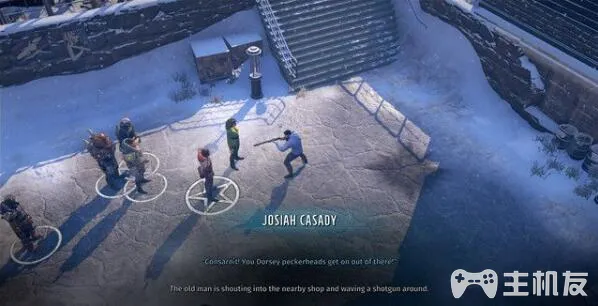 JOSIAH CASADY
"Consarnit! You Dorsey peckerheads get on out of there!"
The old man is shouting into the nearby shop and waving a shotgun around.
主机友